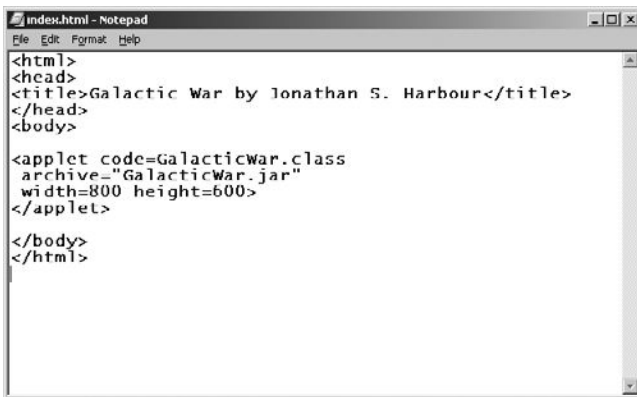 index.html - Notepad
File Edit Format Help
<html>
<head>
<title>Galactic War by Jonathan S. Harbour</title>
</head>
<body>
<applet code=GalacticWar.class
archive="GalacticWar.jar"
width=800 height=600>
</applet>
</body>
</html>